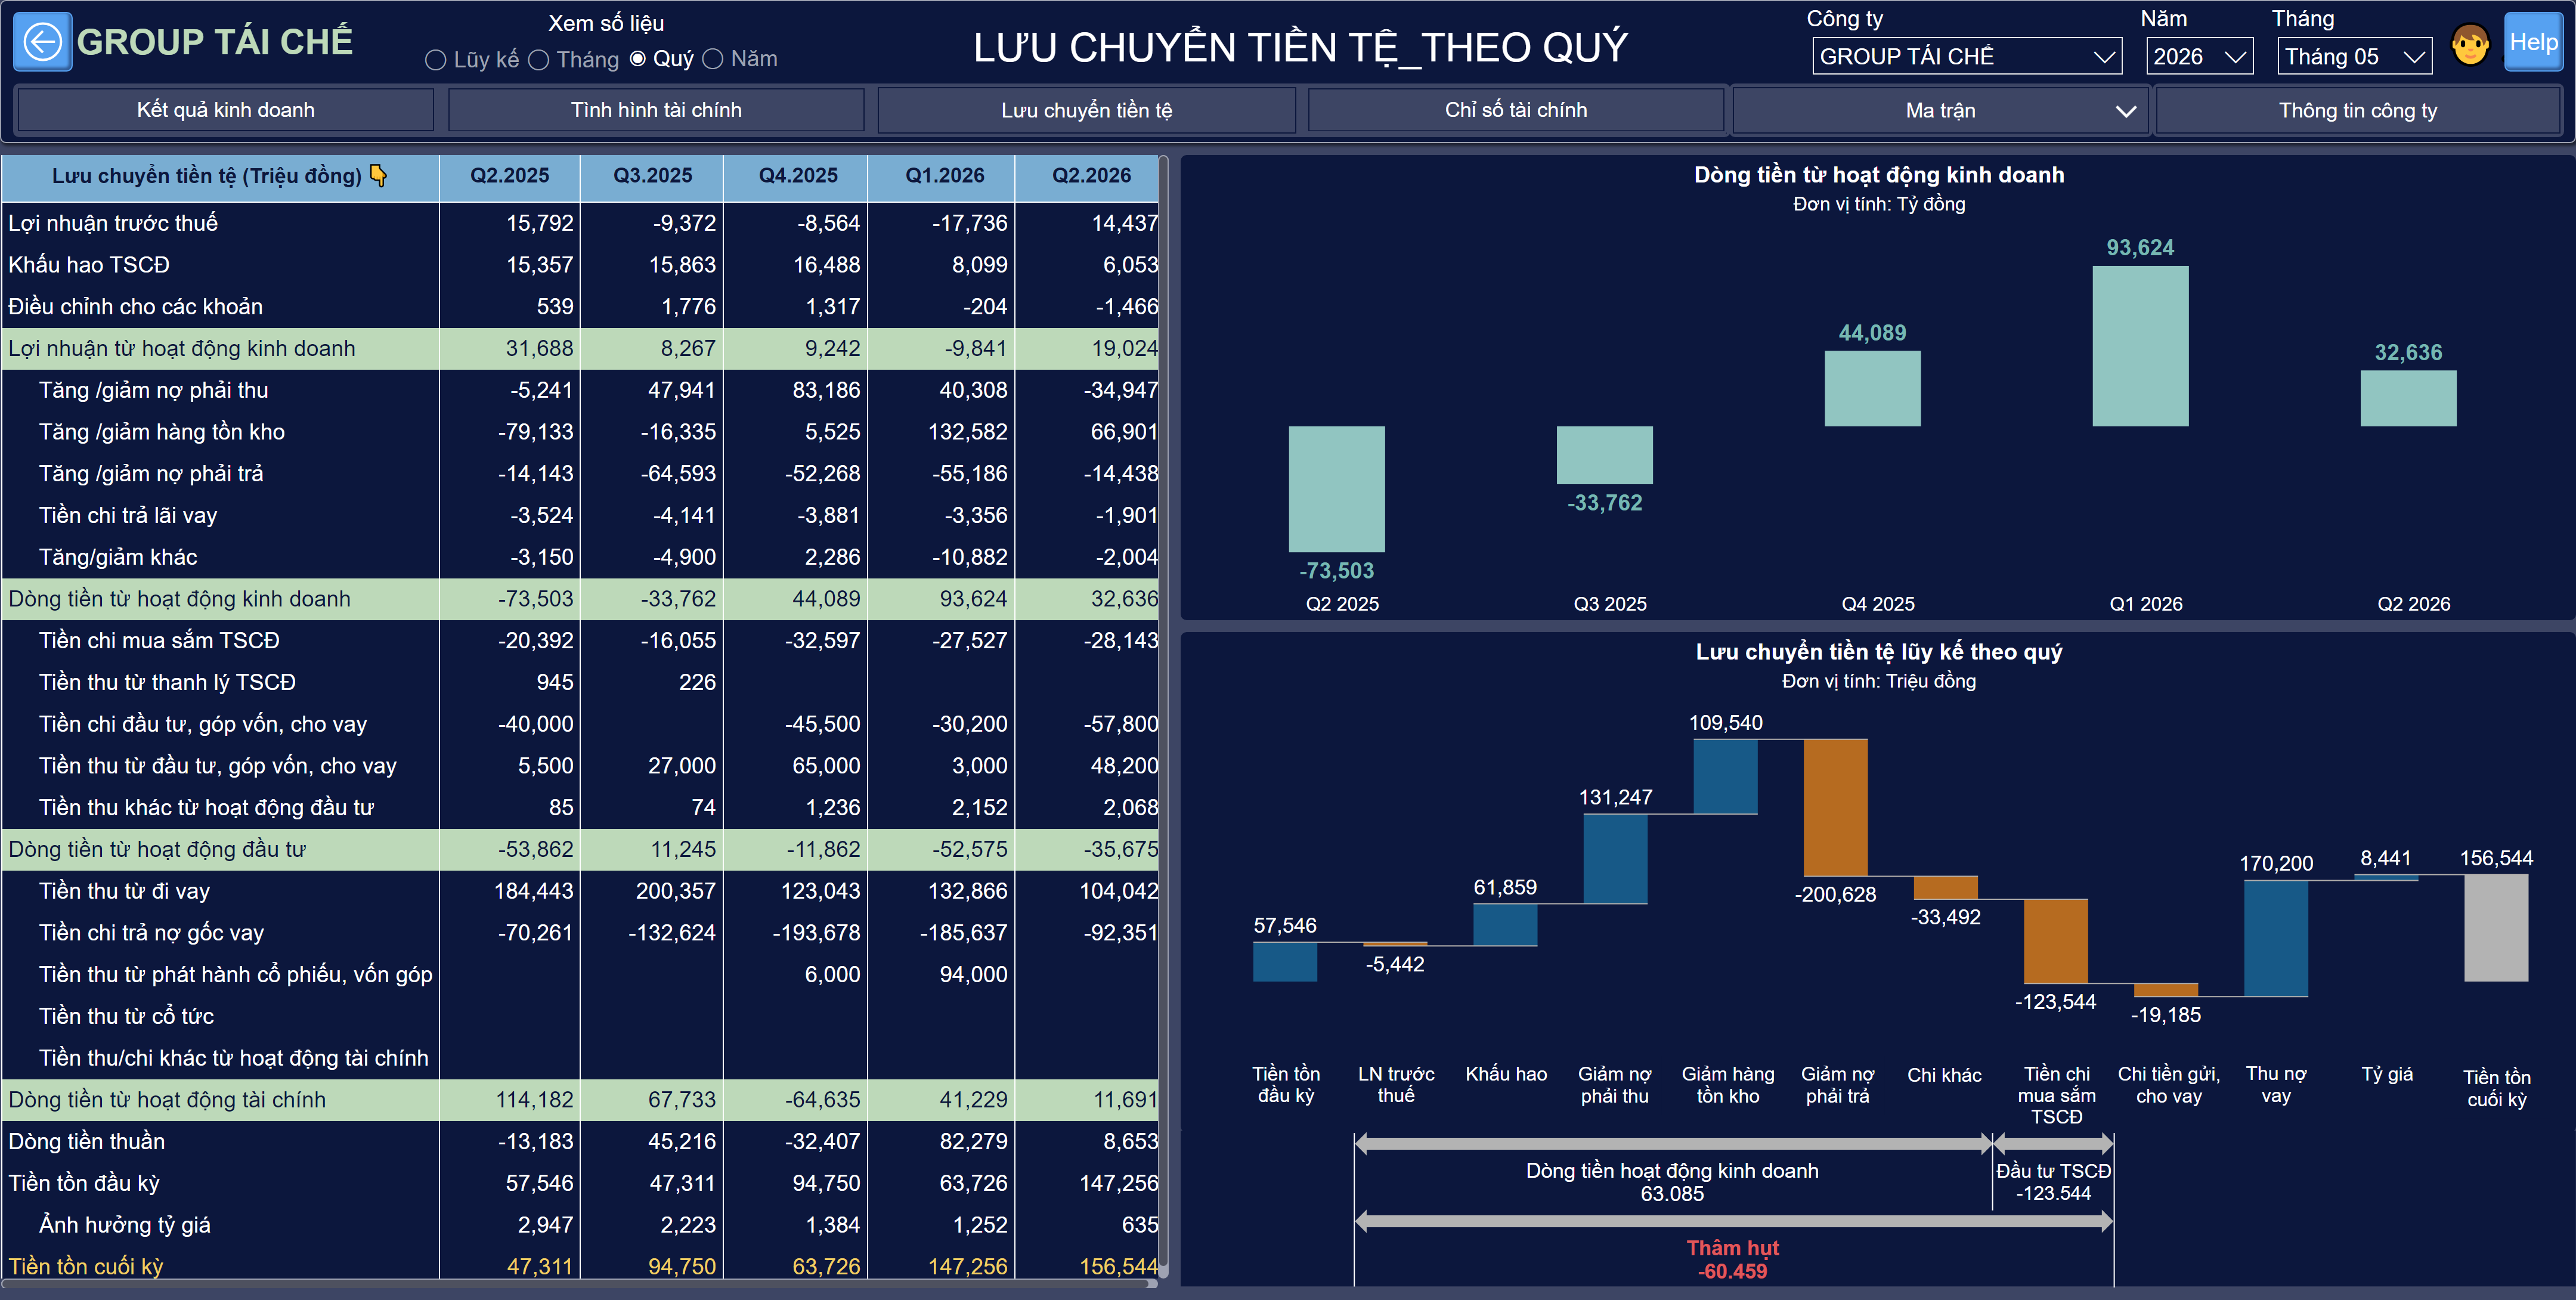 GROUP TÁI CHẾ
Xem số liệu
Lũy kế Tháng Quý Năm
LƯU CHUYỂN TIỀN TỆ_THEO QUÝ
Công ty Năm Tháng
GROUP TÁI CHẾ 2026 Tháng 05
Help
Kết quả kinh doanh Tình hình tài chính Lưu chuyển tiền tệ Chỉ số tài chính Ma trận Thông tin công ty
Lưu chuyển tiền tệ (Triệu đồng) Q2.2025 Q3.2025 Q4.2025 Q1.2026 Q2.2026
Lợi nhuận trước thuế 15,792 -9,372 -8,564 -17,736 14,437
Khấu hao TSCĐ 15,357 15,863 16,488 8,099 6,053
Điều chỉnh cho các khoản 539 1,776 1,317 -204 -1,466
Lợi nhuận từ hoạt động kinh doanh 31,688 8,267 9,242 -9,841 19,024
Tăng /giảm nợ phải thu -5,241 47,941 83,186 40,308 -34,947
Tăng /giảm hàng tồn kho -79,133 -16,335 5,525 132,582 66,901
Tăng /giảm nợ phải trả -14,143 -64,593 -52,268 -55,186 -14,438
Tiền chi trả lãi vay -3,524 -4,141 -3,881 -3,356 -1,901
Tăng/giảm khác -3,150 -4,900 2,286 -10,882 -2,004
Dòng tiền từ hoạt động kinh doanh -73,503 -33,762 44,089 93,624 32,636
Tiền chi mua sắm TSCĐ -20,392 -16,055 -32,597 -27,527 -28,143
Tiền thu từ thanh lý TSCĐ 945 226
Tiền chi đầu tư, góp vốn, cho vay -40,000 -45,500 -30,200 -57,800
Tiền thu từ đầu tư, góp vốn, cho vay 5,500 27,000 65,000 3,000 48,200
Tiền thu khác từ hoạt động đầu tư 85 74 1,236 2,152 2,068
Dòng tiền từ hoạt động đầu tư -53,862 11,245 -11,862 -52,575 -35,675
Tiền thu từ đi vay 184,443 200,357 123,043 132,866 104,042
Tiền chi trả nợ gốc vay -70,261 -132,624 -193,678 -185,637 -92,351
Tiền thu từ phát hành cổ phiếu, vốn góp 6,000 94,000
Tiền thu từ cổ tức
Tiền thu/chi khác từ hoạt động tài chính
Dòng tiền từ hoạt động tài chính 114,182 67,733 -64,635 41,229 11,691
Dòng tiền thuần -13,183 45,216 -32,407 82,279 8,653
Tiền tồn đầu kỳ 57,546 47,311 94,750 63,726 147,256
Ảnh hưởng tỷ giá 2,947 2,223 1,384 1,252 635
Tiền tồn cuối kỳ 47,311 94,750 63,726 147,256 156,544
Dòng tiền từ hoạt động kinh doanh
Đơn vị tính: Tỷ đồng
93,624
44,089
32,636
-33,762
-73,503
Q2 2025 Q3 2025 Q4 2025 Q1 2026 Q2 2026
Lưu chuyển tiền tệ lũy kế theo quý
Đơn vị tính: Triệu đồng
57,546 -5,442 61,859 131,247 109,540 -200,628 -33,492 -123,544 -19,185 170,200 8,441 156,544
Tiền tồn đầu kỳ
LN trước thuế
Khấu hao
Giảm nợ phải thu
Giảm hàng tồn kho
Giảm nợ phải trả
Chi khác
Tiền chi mua sắm TSCĐ
Chi tiền gửi, cho vay
Thu nợ vay
Tỷ giá
Tiền tồn cuối kỳ
Dòng tiền hoạt động kinh doanh
63.085
Đầu tư TSCĐ
-123.544
Thâm hụt
-60.459